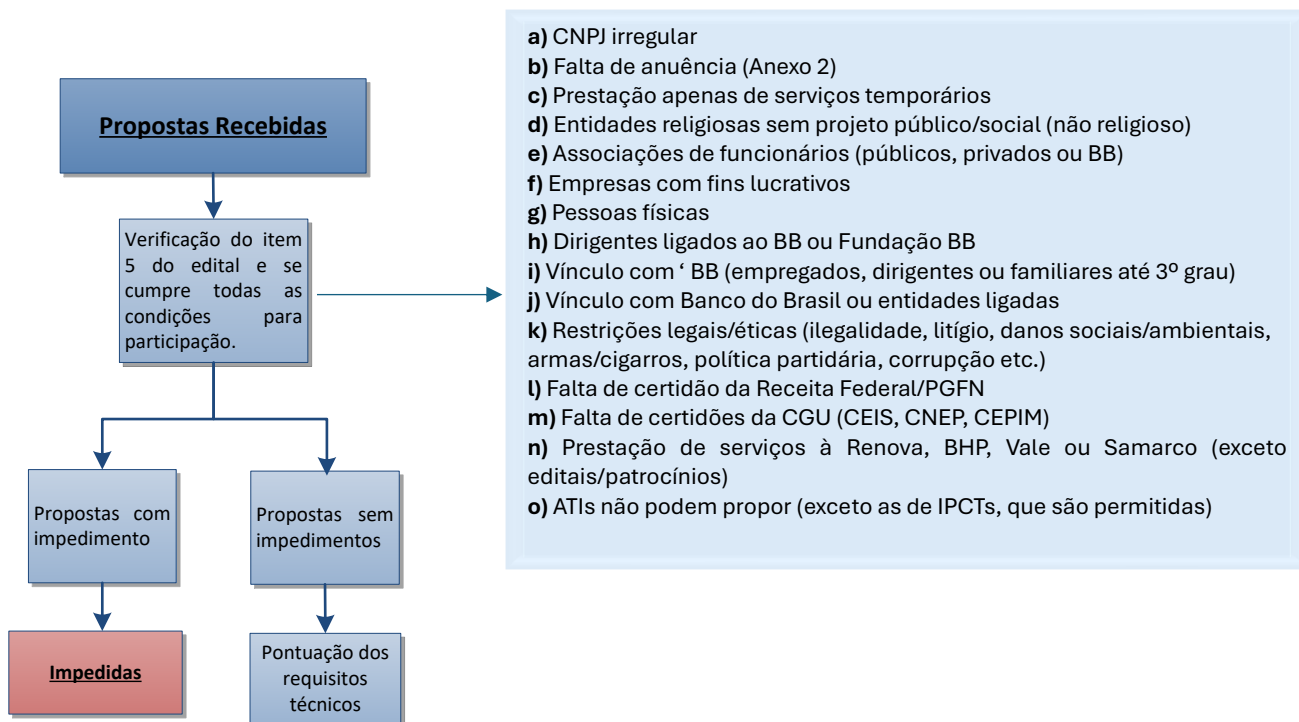 Propostas Recebidas
Verificação do item
5 do edital e se
cumpre todas as
condições para
participação.
Propostas com
impedimento
Propostas sem
impedimentos
Impedidas
Pontuação dos
requisitos
técnicos
a) CNPJ irregular
b) Falta de anuência (Anexo 2)
c) Prestação apenas de serviços temporários
d) Entidades religiosas sem projeto público/social (não religioso)
e) Associações de funcionários (públicos, privados ou BB)
f) Empresas com fins lucrativos
g) Pessoas físicas
h) Dirigentes ligados ao BB ou Fundação BB
i) Vínculo com ‘ BB (empregados, dirigentes ou familiares até 3º grau)
j) Vínculo com Banco do Brasil ou entidades ligadas
k) Restrições legais/éticas (ilegalidade, litígio, danos sociais/ambientais,
armas/cigarros, política partidária, corrupção etc.)
l) Falta de certidão da Receita Federal/PGFN
m) Falta de certidões da CGU (CEIS, CNEP, CEPIM)
n) Prestação de serviços à Renova, BHP, Vale ou Samarco (exceto
editais/patrocínios)
o) ATIs não podem propor (exceto as de IPCTs, que são permitidas)